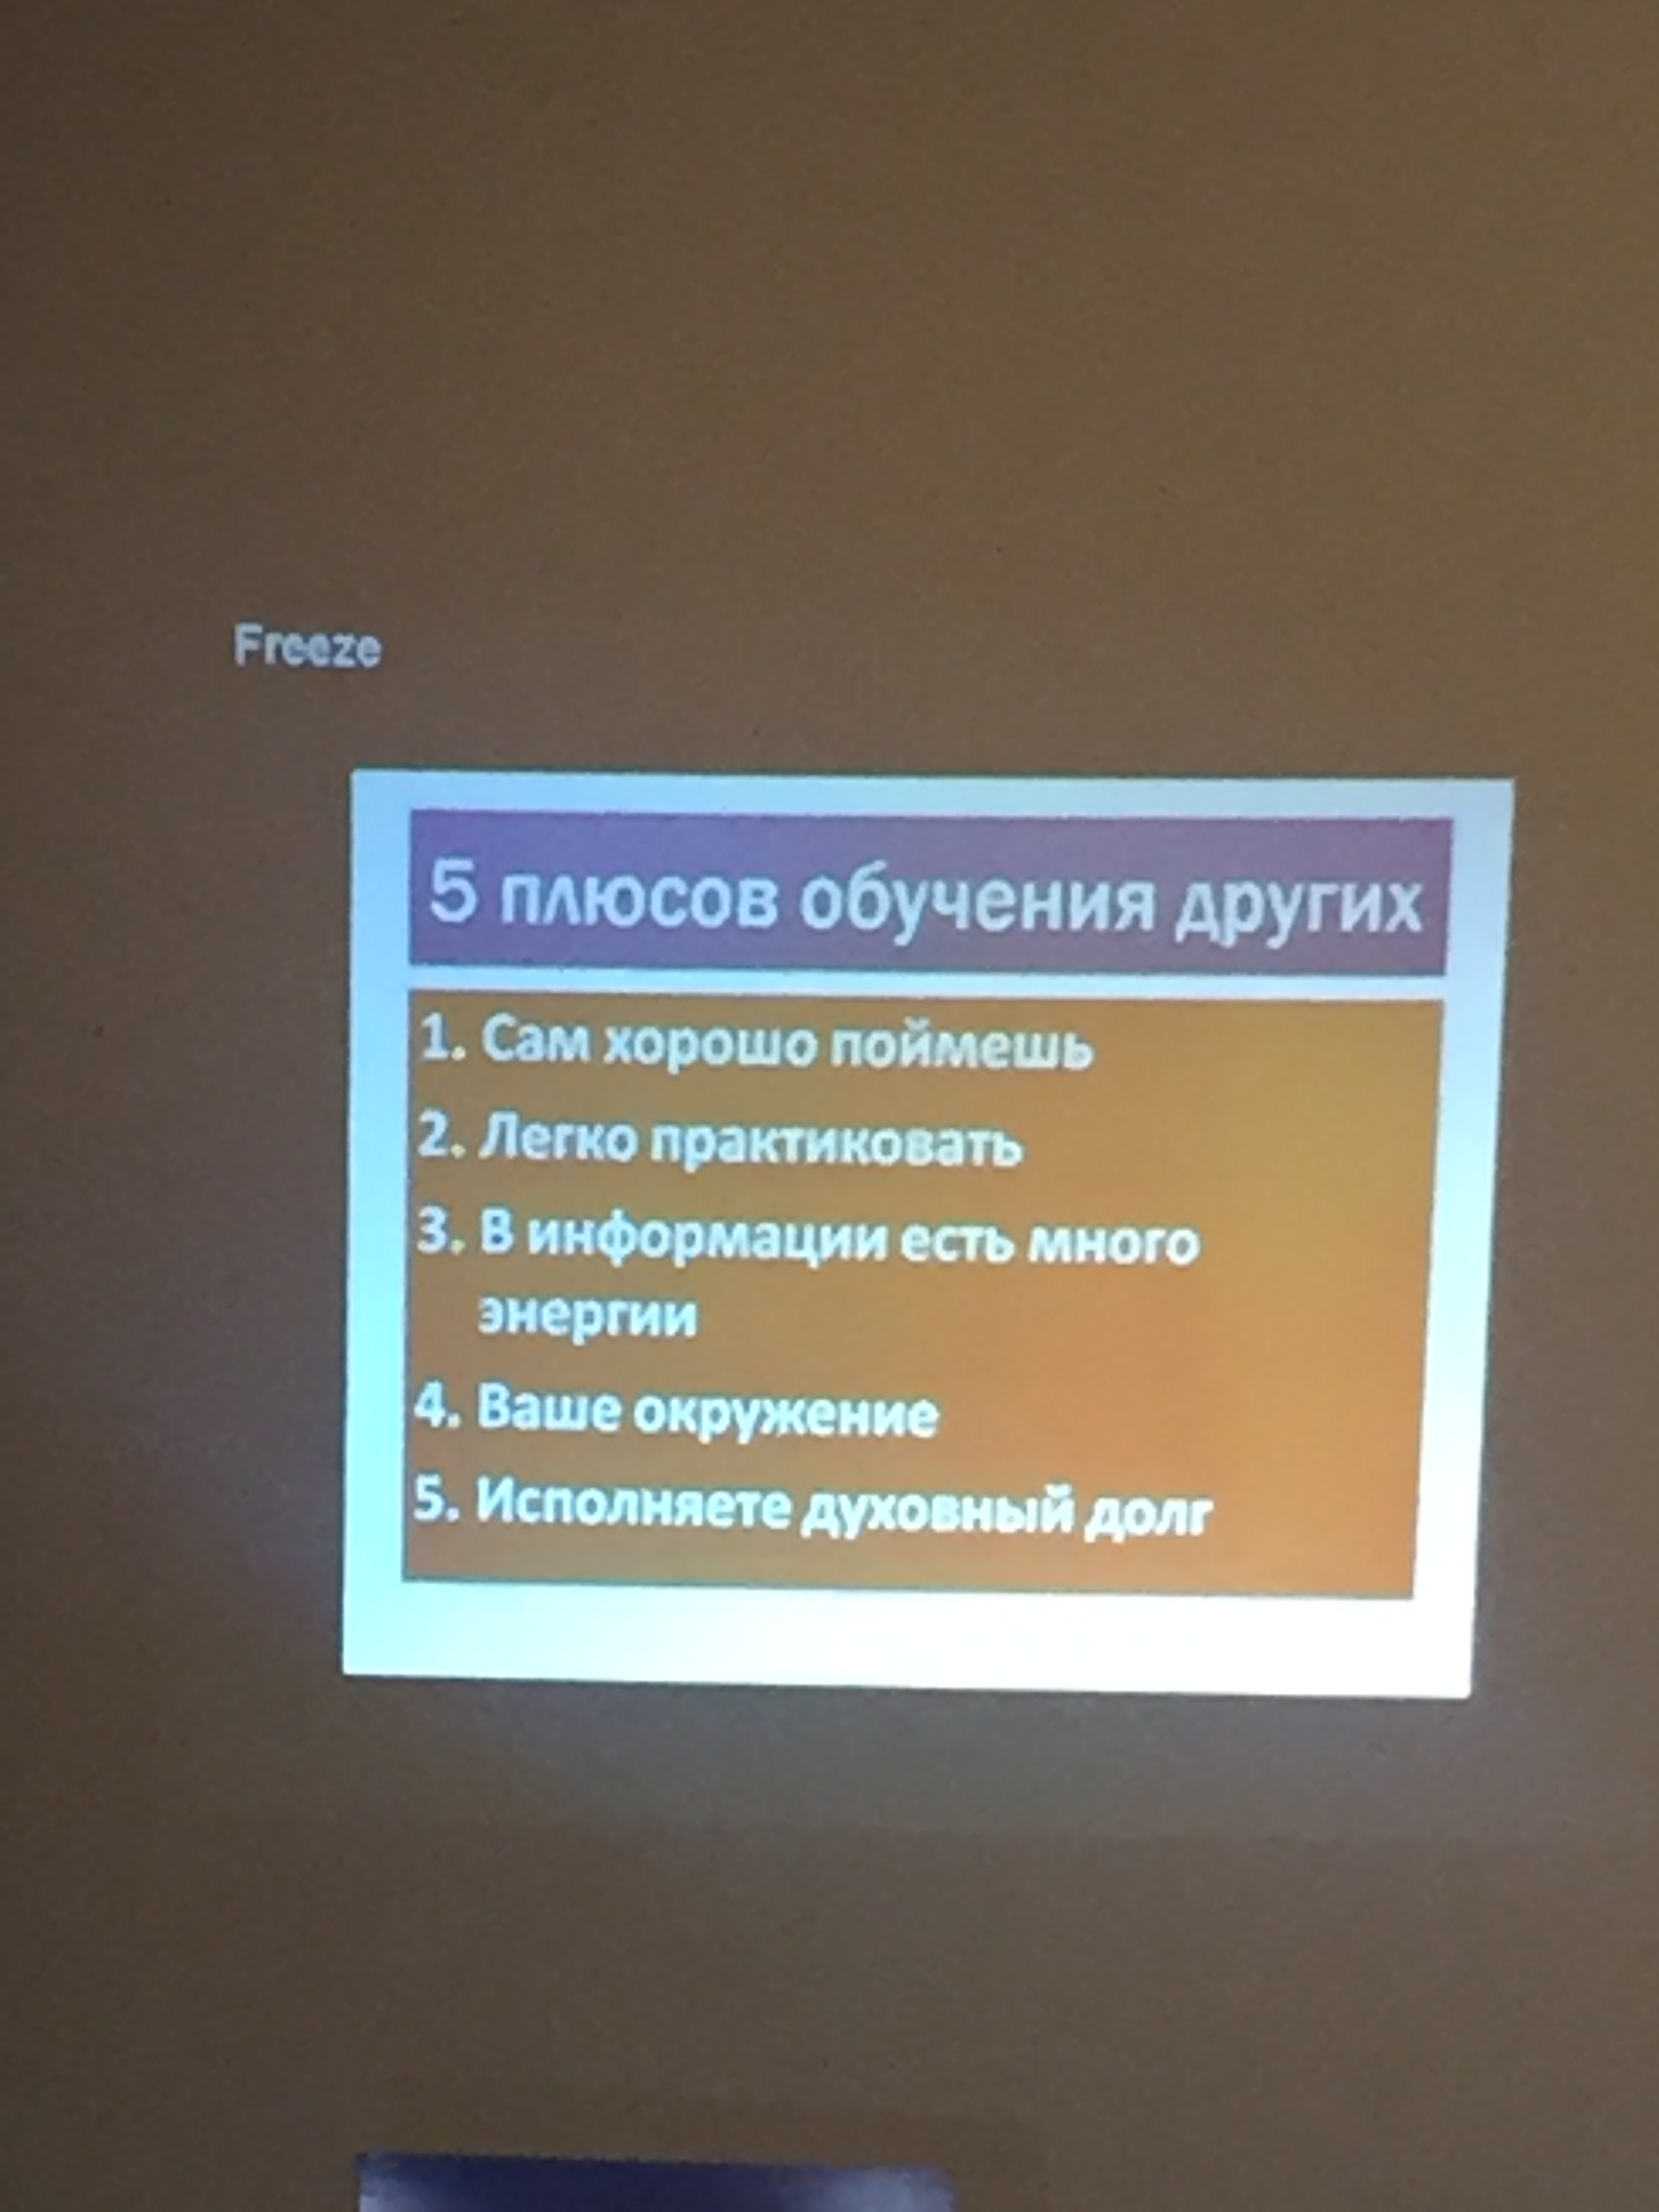 Freeze
5 плюсов обучения других
1. Сам хорошо поймешь
2. Легко практиковать
3. В информации есть много
энергии
4. Ваше окружение
5. Исполняете духовный долг